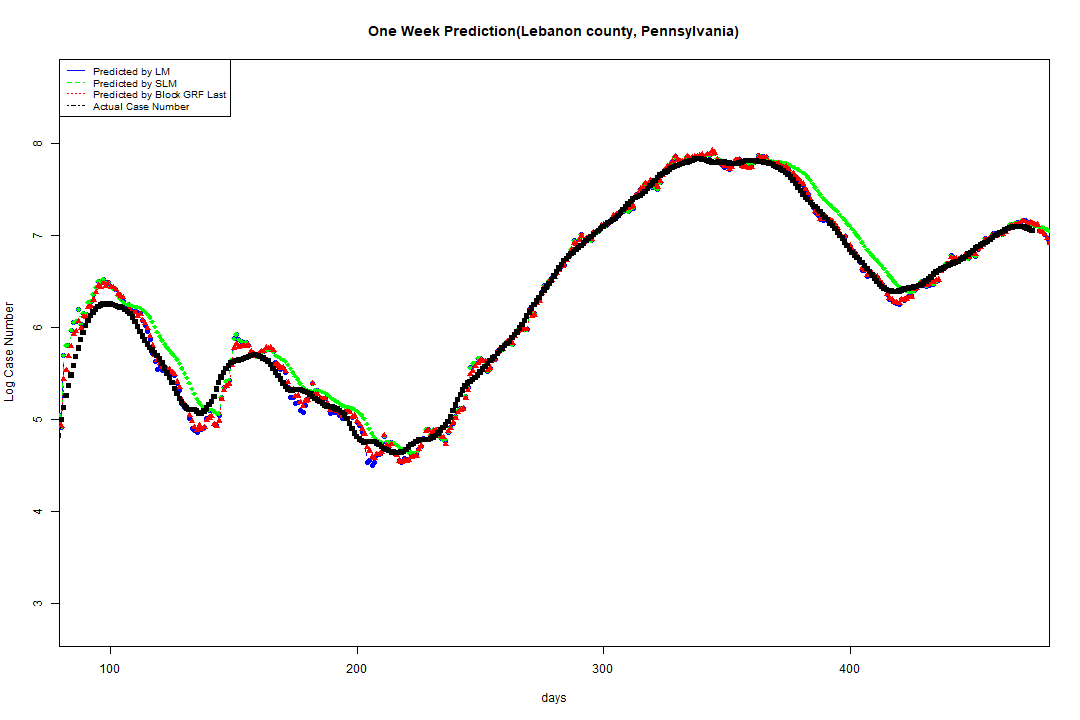 One Week Prediction(Lebanon county, Pennsylvania)
Predicted by LM
Predicted by SLM
Predicted by Block GRF Last
Actual Case Number
8
7
6
5
4
3
Log Case Number
100 200 300 400
days